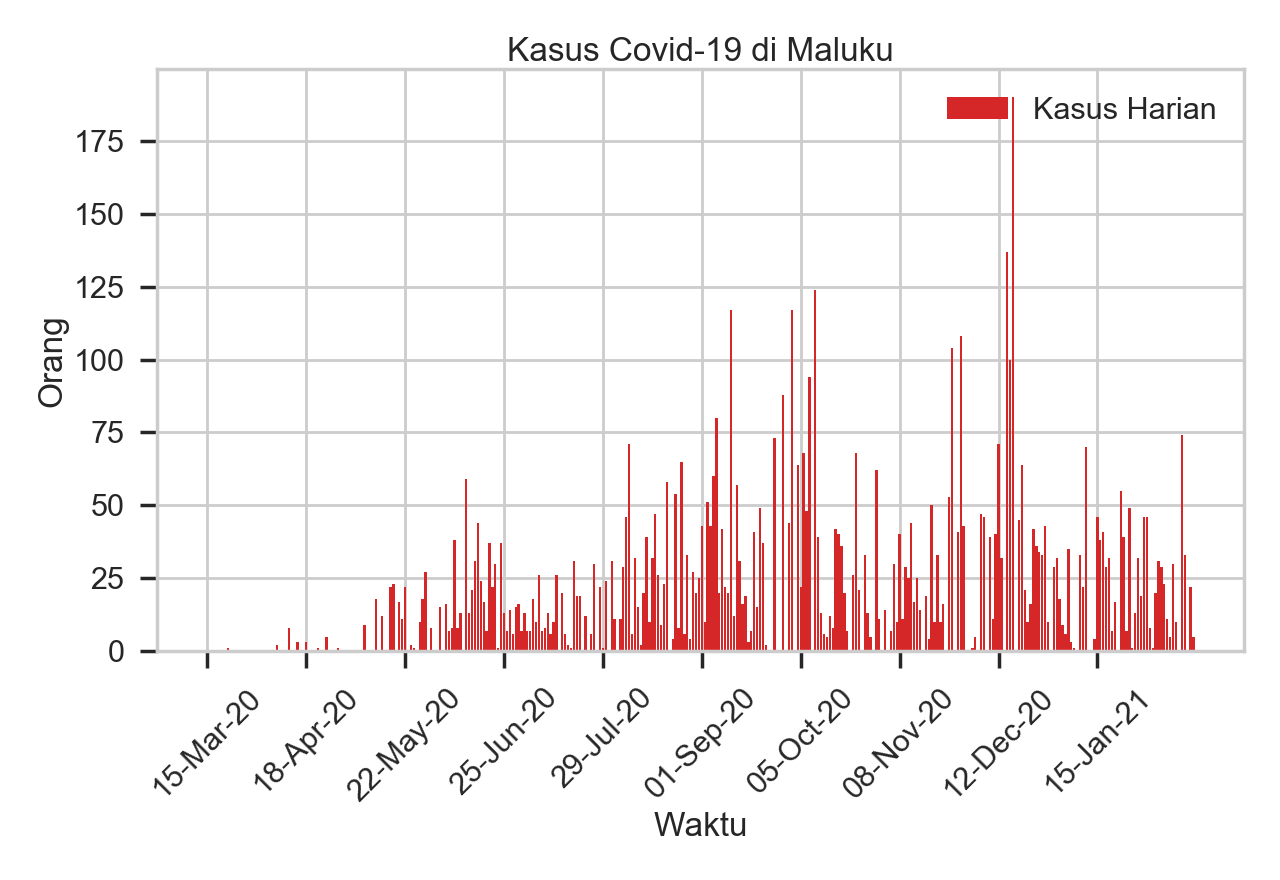 Kasus Covid-19 di Maluku
Kasus Harian
Orang
175
150
125
100
75
50
25
0
15-Mar-20
18-Apr-20
22-May-20
25-Jun-20
29-Jul-20
01-Sep-20
05-Oct-20
08-Nov-20
12-Dec-20
15-Jan-21
Waktu